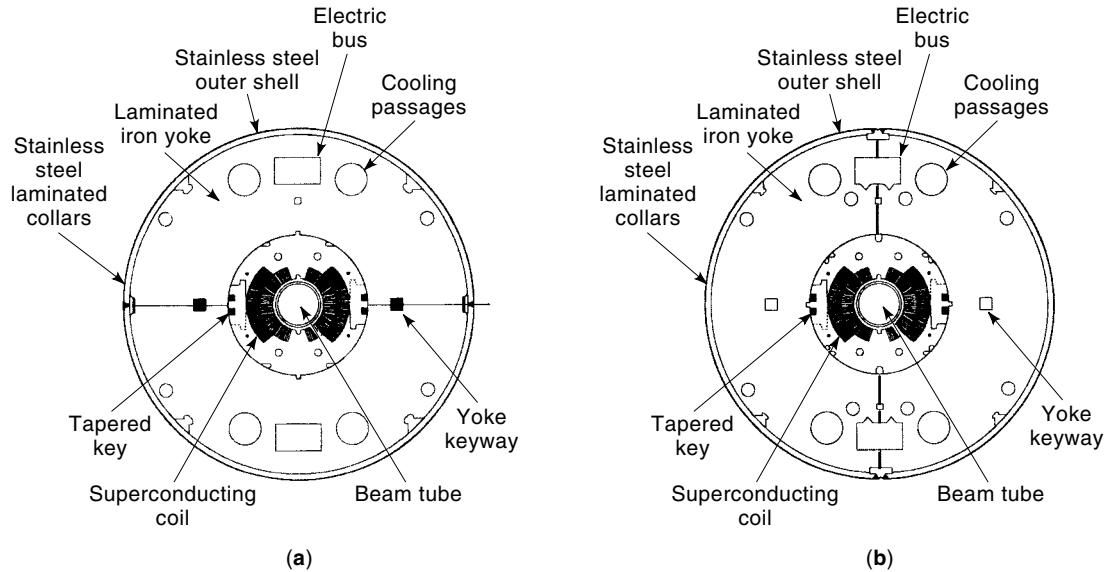 Electric
bus
Stainless steel
outer shell
Cooling
passages
Laminated
iron yoke
Stainless
steel
laminated
collars
Tapered
key
Yoke
keyway
Superconducting
coil
Beam tube
(a)
Electric
bus
Stainless steel
outer shell
Cooling
passages
Laminated
iron yoke
Stainless
steel
laminated
collars
Tapered
key
Yoke
keyway
Superconducting
coil
Beam tube
(b)